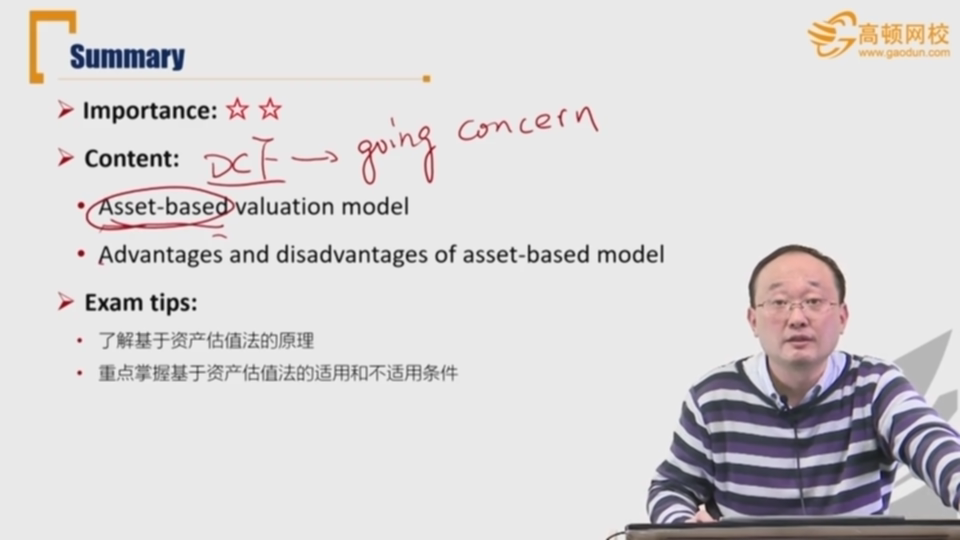 Summary
高顿网校
www.gaodun.com
Importance: ☆ ☆
Content: DCF → going concern
• Asset-based valuation model
• Advantages and disadvantages of asset-based model
Exam tips:
• 了解基于资产估值法的原理
• 重点掌握基于资产估值法的适用和不适用条件